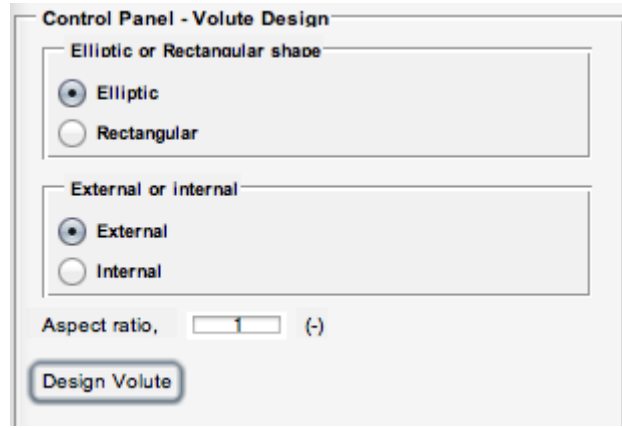 Control Panel - Volute Design
Elliptic or Rectangular shape
Elliptic
Rectangular
External or internal
External
Internal
Aspect ratio, 1 (-)
Design Volute